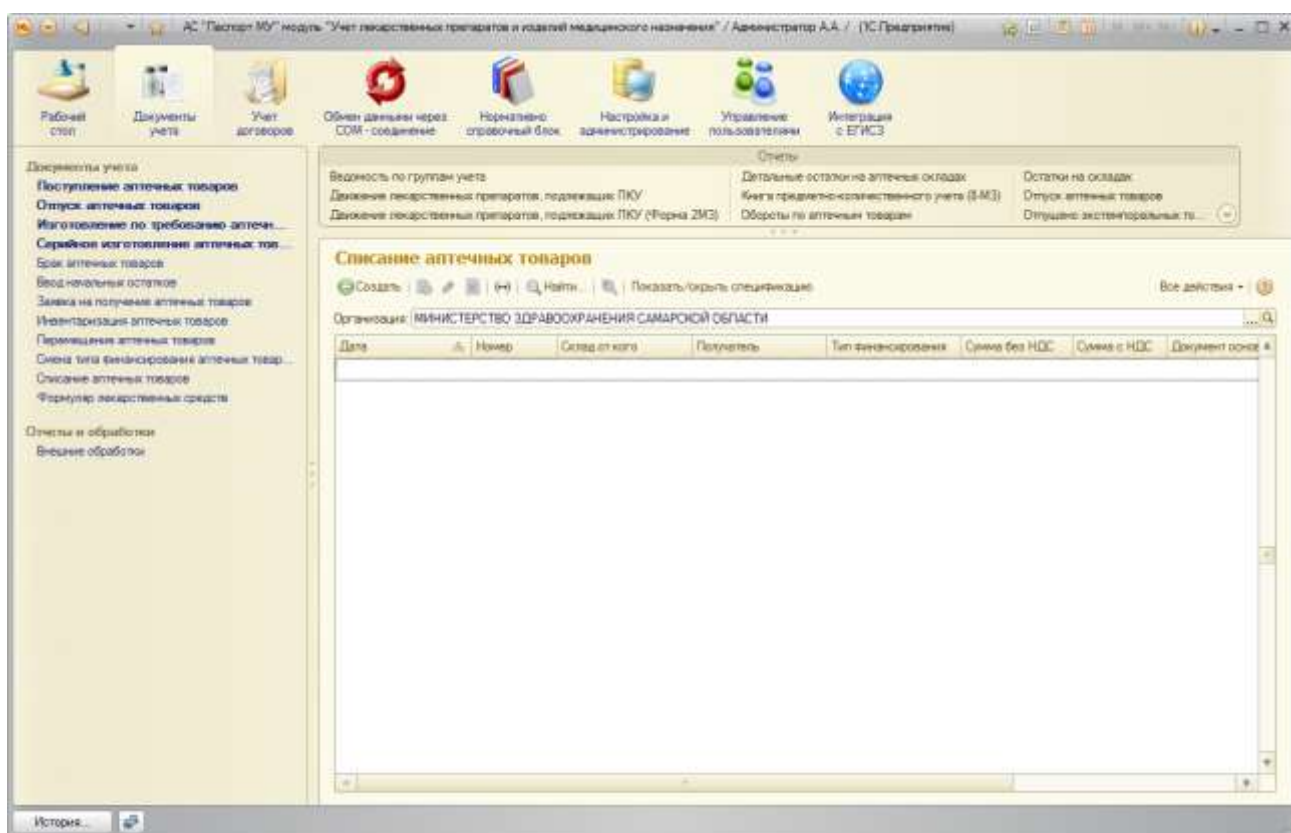 АС "Паспорт МУ" модуль "Учет лекарственных препаратов и изделий медицинского назначения" / Администратор А.А. / (1С:Предприятие)
Рабочий стол
Документы учета
Учет договоров
Обмен данными через COM - соединение
Нормативно справочный блок
Настройка и администрирование
Управление пользователями
Интеграция с ЕГИСЗ
Документы учета
Поступление аптечных товаров
Отпуск аптечных товаров
Изготовление по требованию аптечн...
Серийное изготовление аптечных тов...
Брак аптечных товаров
Ввод начальных остатков
Заявка на получение аптечных товаров
Инвентаризация аптечных товаров
Перемещение аптечных товаров
Смена типа финансирования аптечных товар...
Списание аптечных товаров
Формуляр лекарственных средств
Отчеты и обработки
Внешние обработки
Отчеты
Ведомость по группам учета
Детальные остатки на аптечных складах
Остатки на складах
Движение лекарственных препаратов, подлежащих ПКУ
Книга предметно-количественного учета (8-МЗ)
Отпуск аптечных товаров
Движение лекарственных препаратов, подлежащих ПКУ (Форма 2МЗ)
Обороты по аптечным товарам
Отпущено экстемпоральных то...
Списание аптечных товаров
Создать
Найти...
Показать/скрыть спецификацию
Все действия
Организация: МИНИСТЕРСТВО ЗДРАВООХРАНЕНИЯ САМАРСКОЙ ОБЛАСТИ
Дата Номер Склад от кого Получатель Тип финансирования Сумма без НДС Сумма с НДС Документ основ
История...